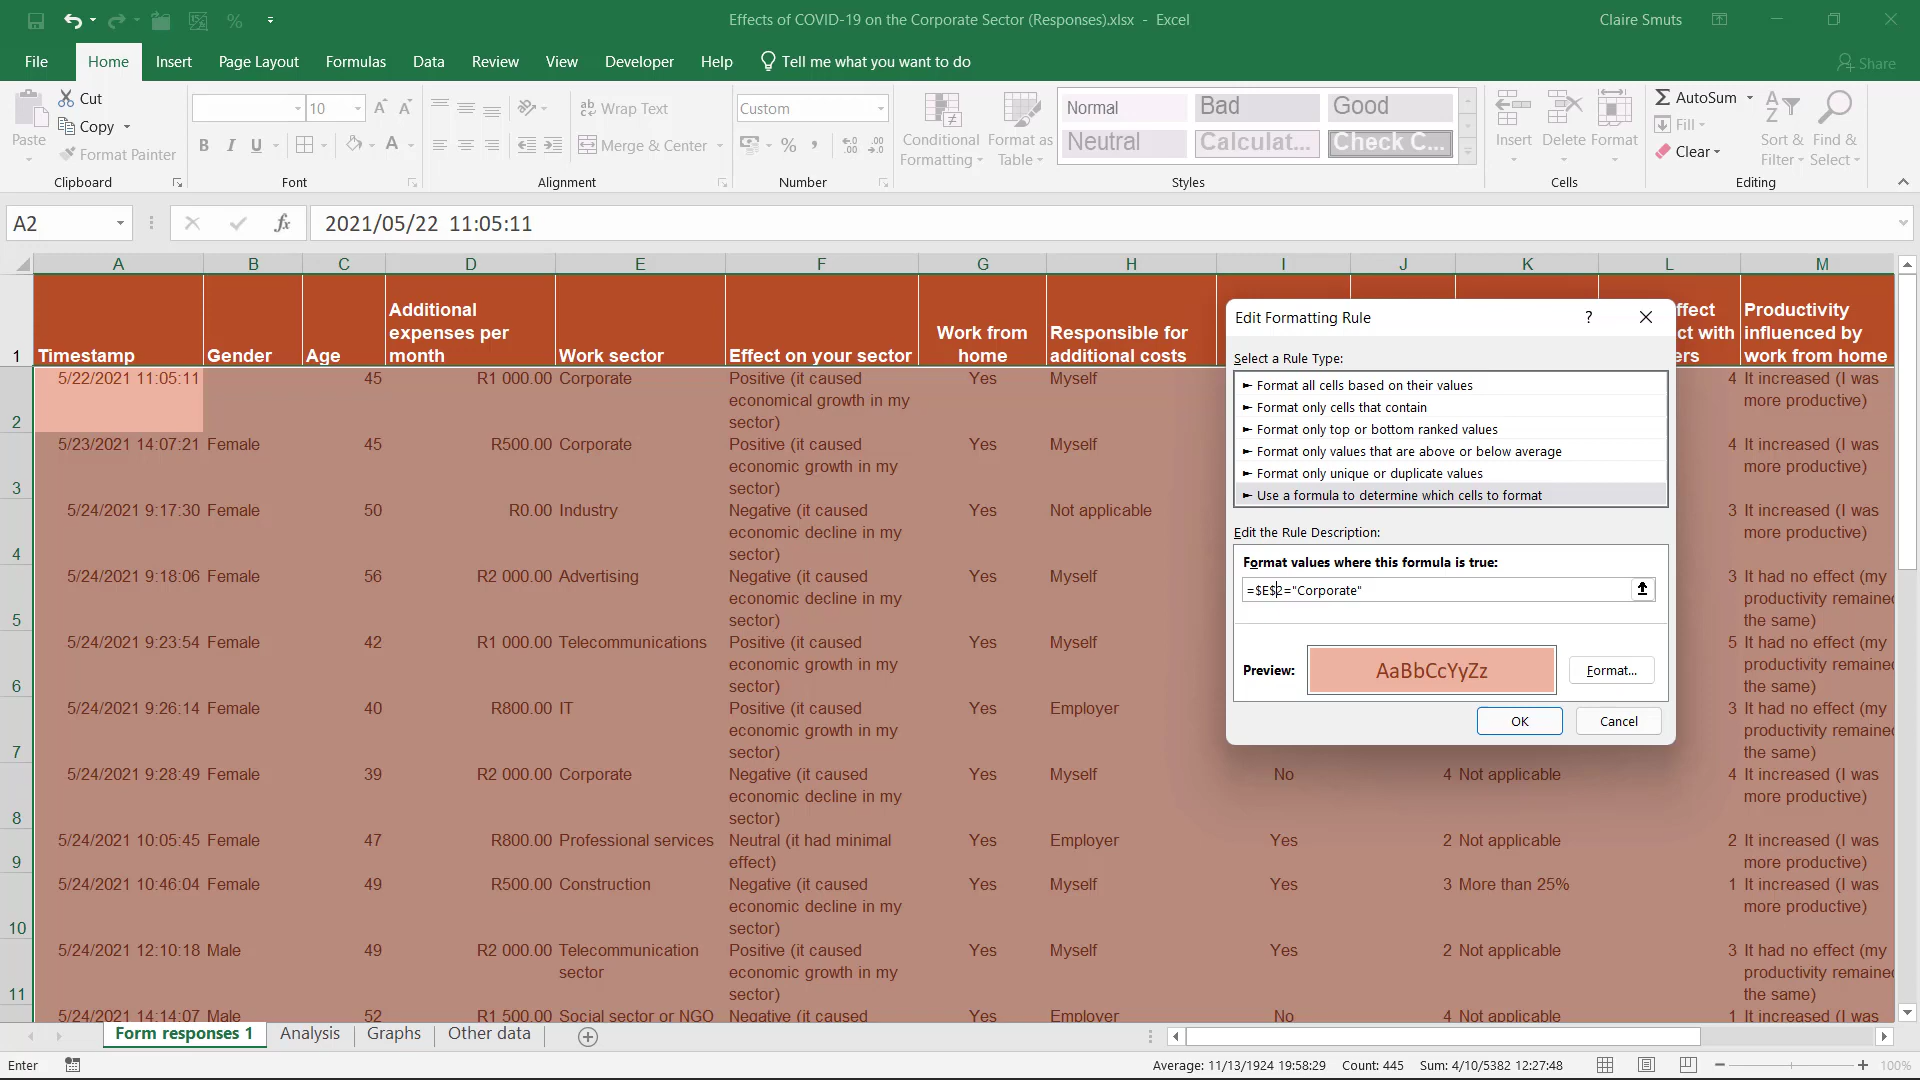 Effects of COVID-19 on the Corporate Sector (Responses).xlsx - Excel
Claire Smuts
File Home Insert Page Layout Formulas Data Review View Developer Help Tell me what you want to do
Share
Paste
Cut
Copy
Format Painter
Clipboard
10
B I U
Font
ab Wrap Text
Merge & Center
Alignment
Custom
Number
Conditional
Formatting
Format as
Table
Normal Bad Good
Neutral Calculat... Check C...
Styles
Insert Delete Format
Cells
AutoSum
Fill
Clear
Sort &
Filter
Find &
Select
Editing
A2
fx
2021/05/22 11:05:11
A B C D E F G H I J K L M
1
Timestamp
Gender
Age
Additional
expenses per
month
Work sector
Effect on your sector
Work from
home
Responsible for
additional costs
ffect
ct with
ers
Productivity
influenced by
work from home
2
5/22/2021 11:05:11 45 R1 000.00 Corporate
Positive (it caused
economical growth in my
sector)
Yes Myself
4 It increased (I was
more productive)
3
5/23/2021 14:07:21 Female 45 R500.00 Corporate
Positive (it caused
economic growth in my
sector)
Yes Myself
4 It increased (I was
more productive)
4
5/24/2021 9:17:30 Female 50 R0.00 Industry
Negative (it caused
economic decline in my
sector)
Yes Not applicable
3 It increased (I was
more productive)
5
5/24/2021 9:18:06 Female 56 R2 000.00 Advertising
Negative (it caused
economic decline in my
sector)
Yes Myself
3 It had no effect (my
productivity remaine
the same)
6
5/24/2021 9:23:54 Female 42 R1 000.00 Telecommunications
Positive (it caused
economic growth in my
sector)
Yes Myself
5 It had no effect (my
productivity remaine
the same)
7
5/24/2021 9:26:14 Female 40 R800.00 IT
Positive (it caused
economic growth in my
sector)
Yes Employer
3 It had no effect (my
productivity remaine
the same)
8
5/24/2021 9:28:49 Female 39 R2 000.00 Corporate
Negative (it caused
economic decline in my
sector)
Yes Myself No 4 Not applicable
4 It increased (I was
more productive)
9
5/24/2021 10:05:45 Female 47 R800.00 Professional services
Neutral (it had minimal
effect)
Yes Employer Yes 2 Not applicable
2 It increased (I was
more productive)
10
5/24/2021 10:46:04 Female 49 R500.00 Construction
Negative (it caused
economic decline in my
sector)
Yes Myself Yes 3 More than 25%
1 It increased (I was
more productive)
11
5/24/2021 12:10:18 Male 49 R2 000.00 Telecommunication
sector
Positive (it caused
economic growth in my
sector)
Yes Myself Yes 2 Not applicable
3 It had no effect (my
productivity remaine
the same)
5/24/2021 14:14:07 Male 52 R1 500.00 Social sector or NGO Negative (it caused Yes Employer No 4 Not applicable 1 It increased (I was
Edit Formatting Rule
?
Select a Rule Type:
► Format all cells based on their values
► Format only cells that contain
► Format only top or bottom ranked values
► Format only values that are above or below average
► Format only unique or duplicate values
► Use a formula to determine which cells to format
Edit the Rule Description:
Format values where this formula is true:
=$E$2="Corporate"
Preview:
AaBbCcYyZz
Format...
OK
Cancel
Form responses 1 Analysis Graphs Other data
Enter
Average: 11/13/1924 19:58:29 Count: 445 Sum: 4/10/5382 12:27:48
100%